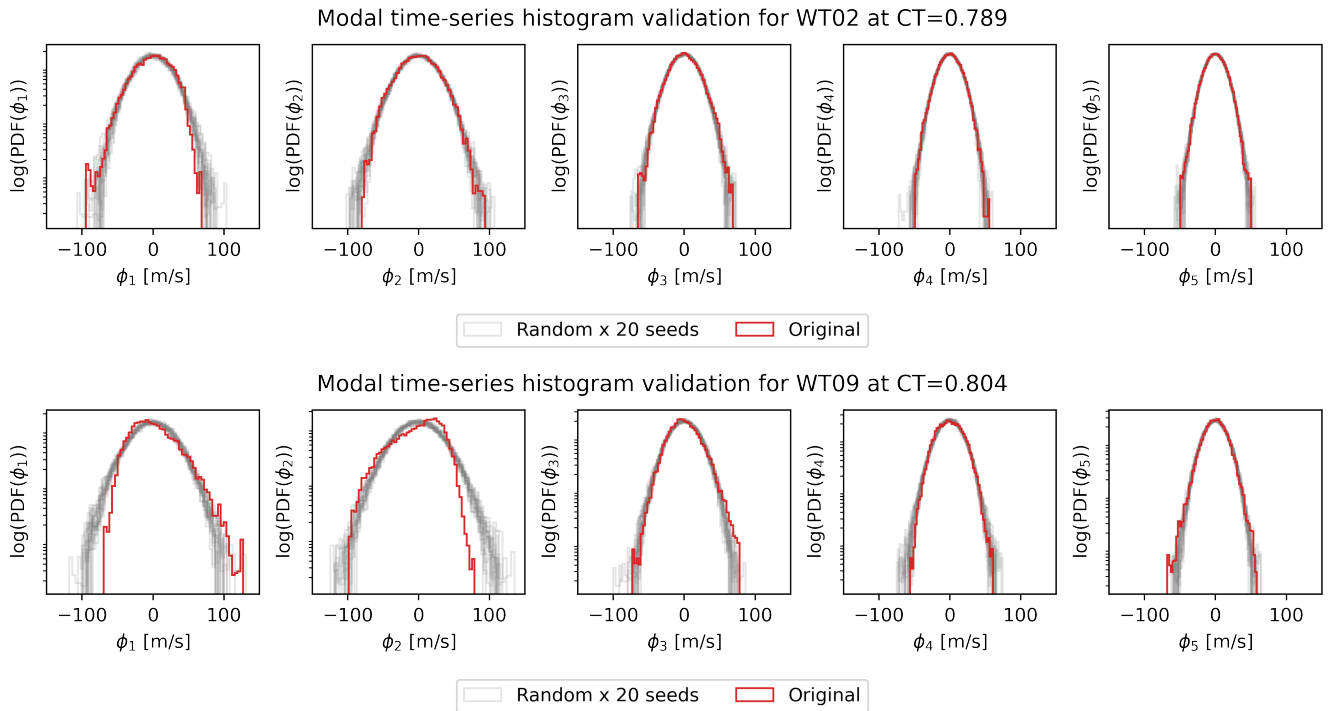 Modal time-series histogram validation for WT02 at CT=0.789
log(PDF(ϕ₁)) log(PDF(ϕ₂)) log(PDF(ϕ₃)) log(PDF(ϕ₄)) log(PDF(ϕ₅))
−100 0 100 −100 0 100 −100 0 100 −100 0 100 −100 0 100
ϕ₁ [m/s] ϕ₂ [m/s] ϕ₃ [m/s] ϕ₄ [m/s] ϕ₅ [m/s]
Random x 20 seeds Original
Modal time-series histogram validation for WT09 at CT=0.804
log(PDF(ϕ₁)) log(PDF(ϕ₂)) log(PDF(ϕ₃)) log(PDF(ϕ₄)) log(PDF(ϕ₅))
−100 0 100 −100 0 100 −100 0 100 −100 0 100 −100 0 100
ϕ₁ [m/s] ϕ₂ [m/s] ϕ₃ [m/s] ϕ₄ [m/s] ϕ₅ [m/s]
Random x 20 seeds Original